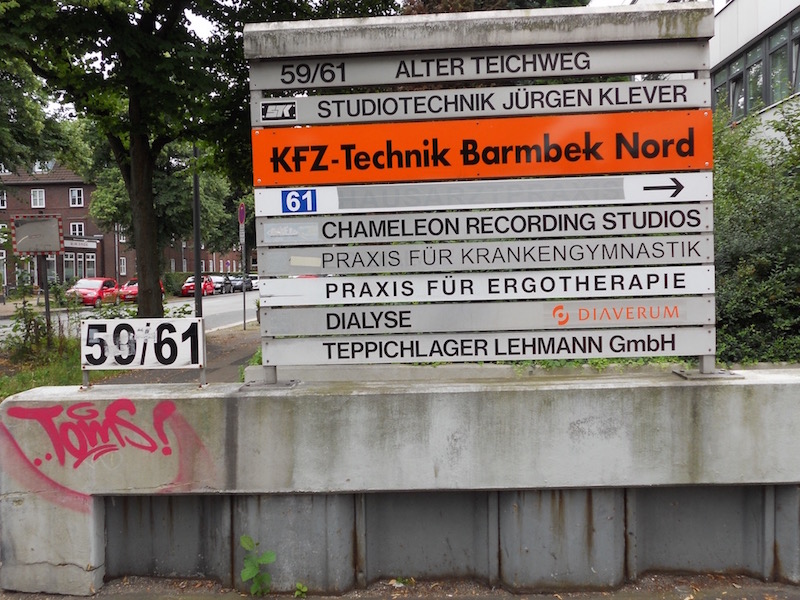 59/61 ALTER TEICHWEG
STUDIOTECHNIK JÜRGEN KLEVER
KFZ-Technik Barmbek Nord
61
CHAMELEON RECORDING STUDIOS
PRAXIS FÜR KRANKENGYMNASTIK
PRAXIS FÜR ERGOTHERAPIE
DIALYSE DIAVERUM
TEPPICHLAGER LEHMANN GmbH
59/61
..Toms!